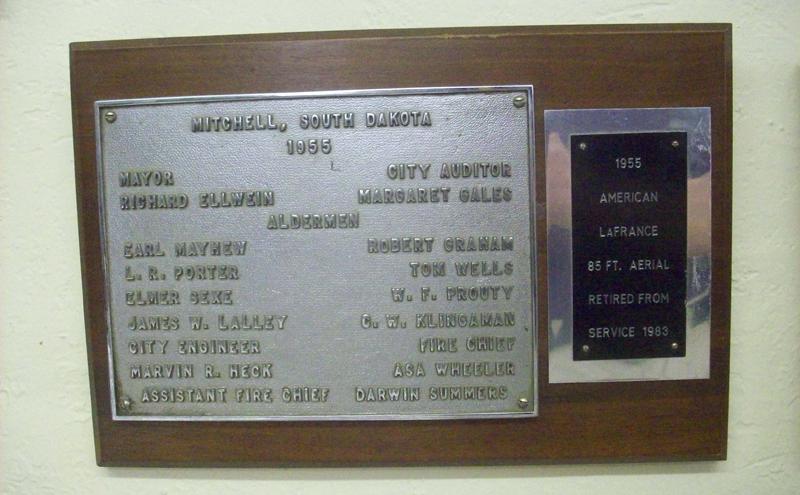 MITCHELL, SOUTH DAKOTA
1955
MAYOR CITY AUDITOR
RICHARD ELLWEIN MARGARET GALES
ALDERMEN
EARL MAYHEW ROBERT GRAHAM
L. R. PORTER TOM WELLS
ELMER SEXE W. F. PROUTY
JAMES W. LALLEY C. W. KLINGAMAN
CITY ENGINEER FIRE CHIEF
MARVIN R. HECK ASA WHEELER
ASSISTANT FIRE CHIEF DARWIN SUMMERS
1955
AMERICAN
LAFRANCE
85 FT. AERIAL
RETIRED FROM
SERVICE 1983